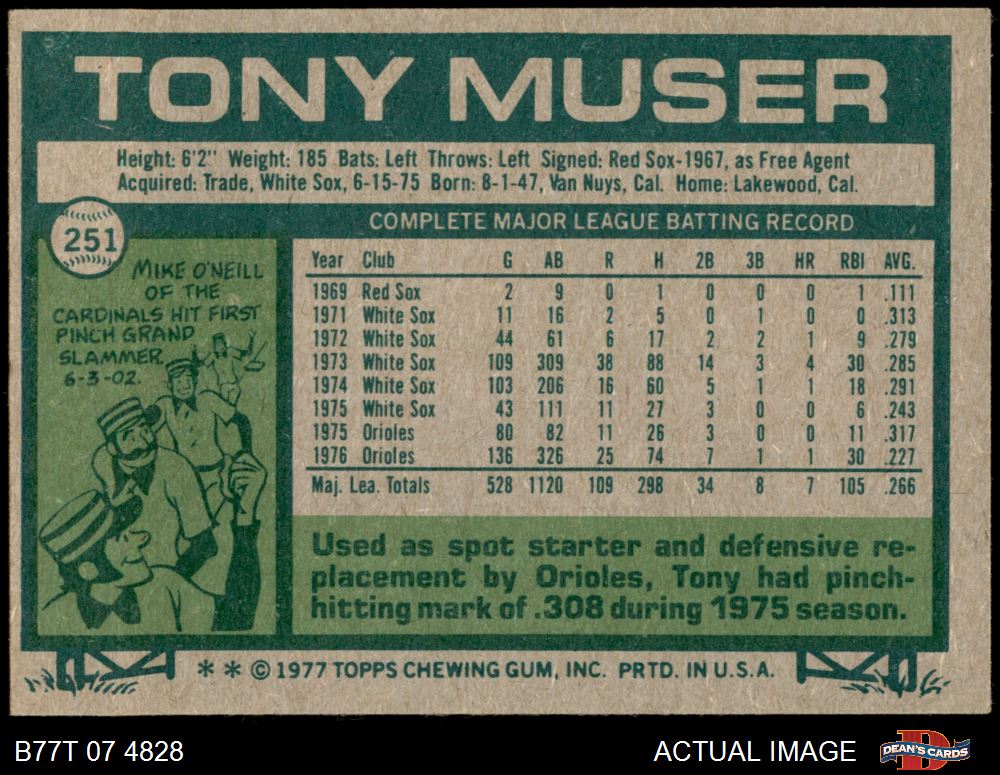 TONY MUSER
Height: 6'2" Weight: 185 Bats: Left Throws: Left Signed: Red Sox-1967, as Free Agent
Acquired: Trade, White Sox, 6-15-75 Born: 8-1-47, Van Nuys, Cal. Home: Lakewood, Cal.
251
MIKE O'NEILL
OF THE
CARDINALS HIT FIRST
PINCH GRAND
SLAMMER.
6-3-02.
COMPLETE MAJOR LEAGUE BATTING RECORD
Year Club G AB R H 2B 3B HR RBI AVG.
1969 Red Sox 2 9 0 1 0 0 0 1 .111
1971 White Sox 11 16 2 5 0 1 0 0 .313
1972 White Sox 44 61 6 17 2 2 1 9 .279
1973 White Sox 109 309 38 88 14 3 4 30 .285
1974 White Sox 103 206 16 60 5 1 1 18 .291
1975 White Sox 43 111 11 27 3 0 0 6 .243
1975 Orioles 80 82 11 26 3 0 0 11 .317
1976 Orioles 136 326 25 74 7 1 1 30 .227
Maj. Lea. Totals 528 1120 109 298 34 8 7 105 .266
Used as spot starter and defensive re-
placement by Orioles, Tony had pinch-
hitting mark of .308 during 1975 season.
* * © 1977 TOPPS CHEWING GUM, INC. PRTD. IN U.S.A.
B77T 07 4828 ACTUAL IMAGE DEAN'S CARDS